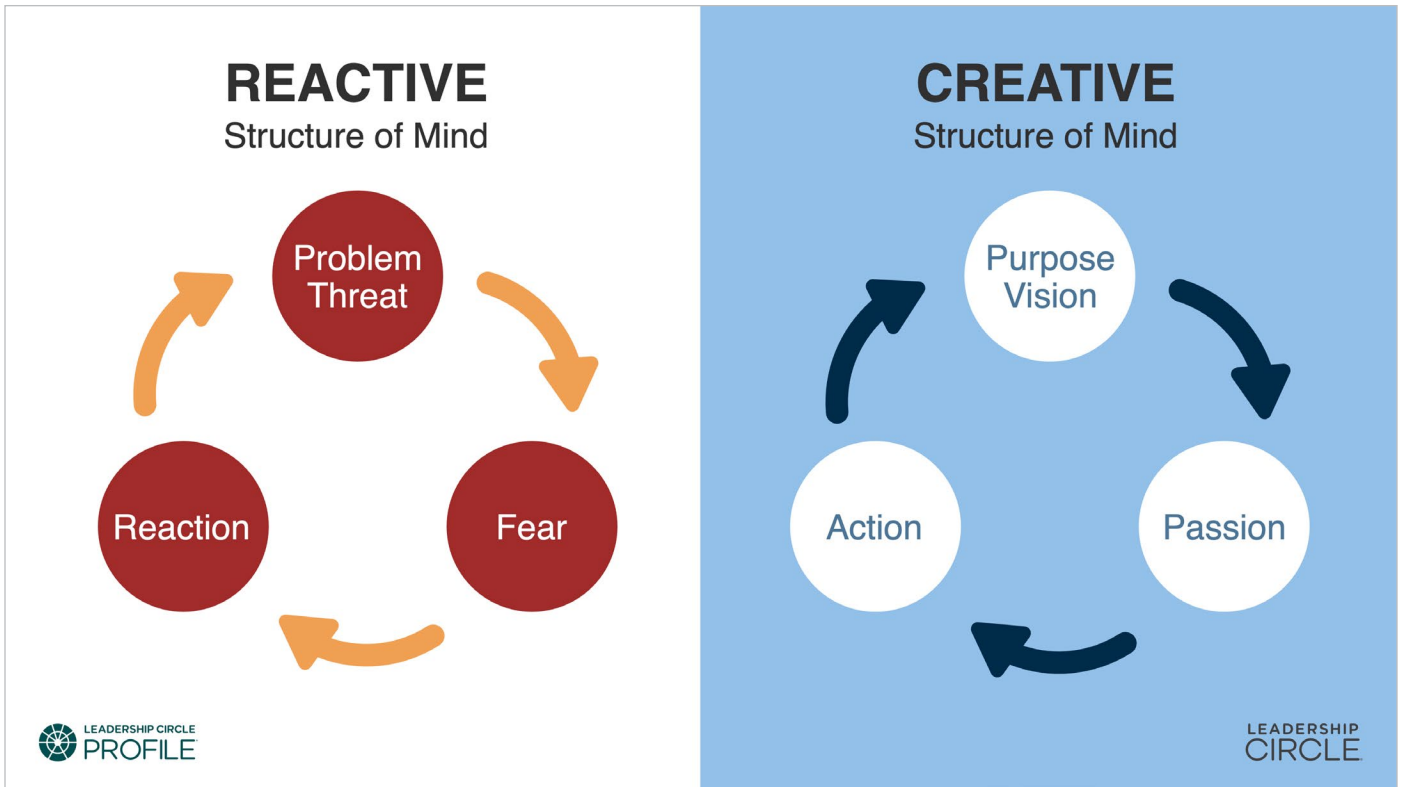 REACTIVE
Structure of Mind
Problem
Threat
Fear
Reaction
LEADERSHIP CIRCLE
PROFILE
CREATIVE
Structure of Mind
Purpose
Vision
Passion
Action
LEADERSHIP
CIRCLE